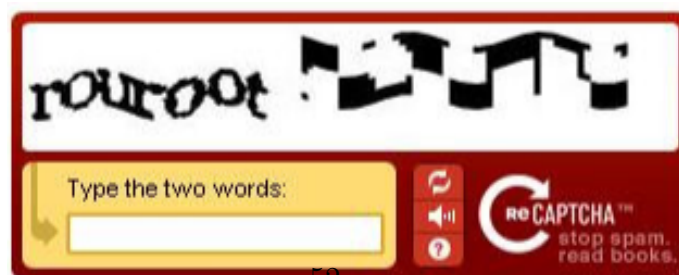 rouroot
Type the two words:
ReCAPTCHA™
stop spam.
read books.
?